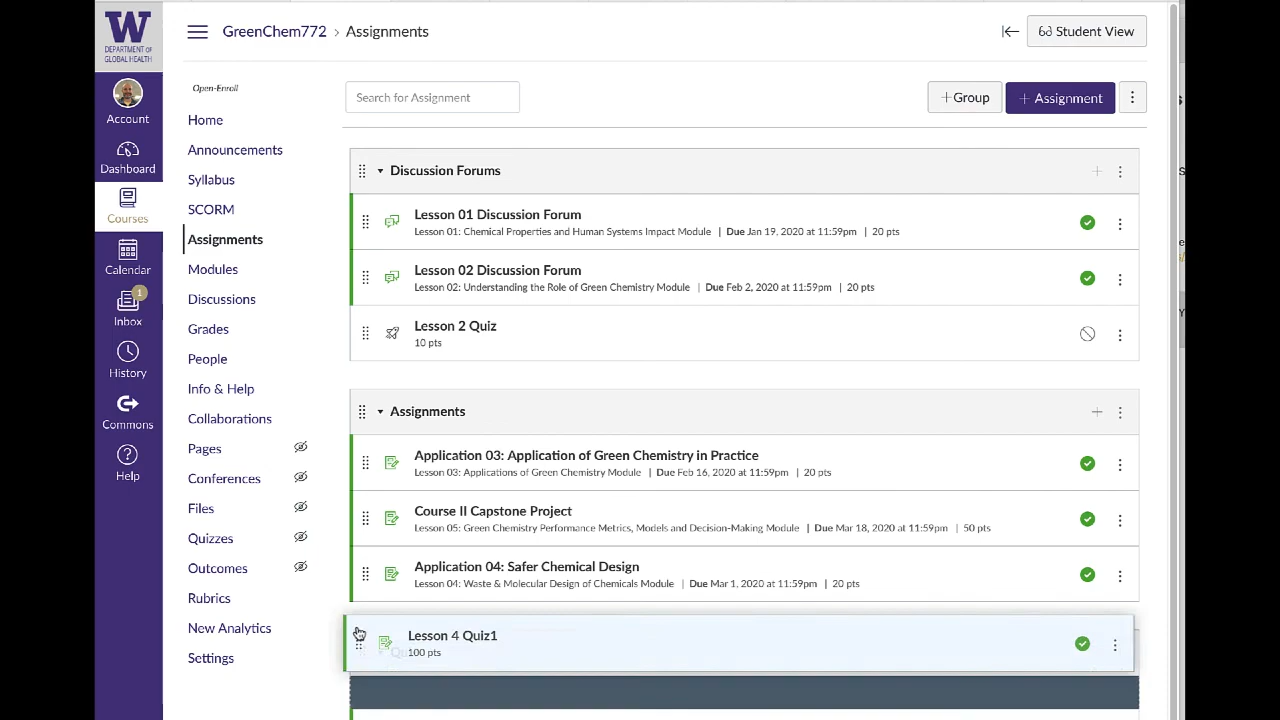 W
DEPARTMENT OF
GLOBAL HEALTH
Account
Dashboard
Courses
Calendar
1
Inbox
History
Commons
Help
GreenChem772 › Assignments
Student View
Open-Enroll
Home
Announcements
Syllabus
SCORM
Assignments
Modules
Discussions
Grades
People
Info & Help
Collaborations
Pages
Conferences
Files
Quizzes
Outcomes
Rubrics
New Analytics
Settings
Search for Assignment
+Group
+ Assignment
Discussion Forums
Lesson 01 Discussion Forum
Lesson 01: Chemical Properties and Human Systems Impact Module | Due Jan 19, 2020 at 11:59pm | 20 pts
Lesson 02 Discussion Forum
Lesson 02: Understanding the Role of Green Chemistry Module | Due Feb 2, 2020 at 11:59pm | 20 pts
Lesson 2 Quiz
10 pts
Assignments
Application 03: Application of Green Chemistry in Practice
Lesson 03: Applications of Green Chemistry Module | Due Feb 16, 2020 at 11:59pm | 20 pts
Course II Capstone Project
Lesson 05: Green Chemistry Performance Metrics, Models and Decision-Making Module | Due Mar 18, 2020 at 11:59pm | 50 pts
Application 04: Safer Chemical Design
Lesson 04: Waste & Molecular Design of Chemicals Module | Due Mar 1, 2020 at 11:59pm | 20 pts
Lesson 4 Quiz1
100 pts